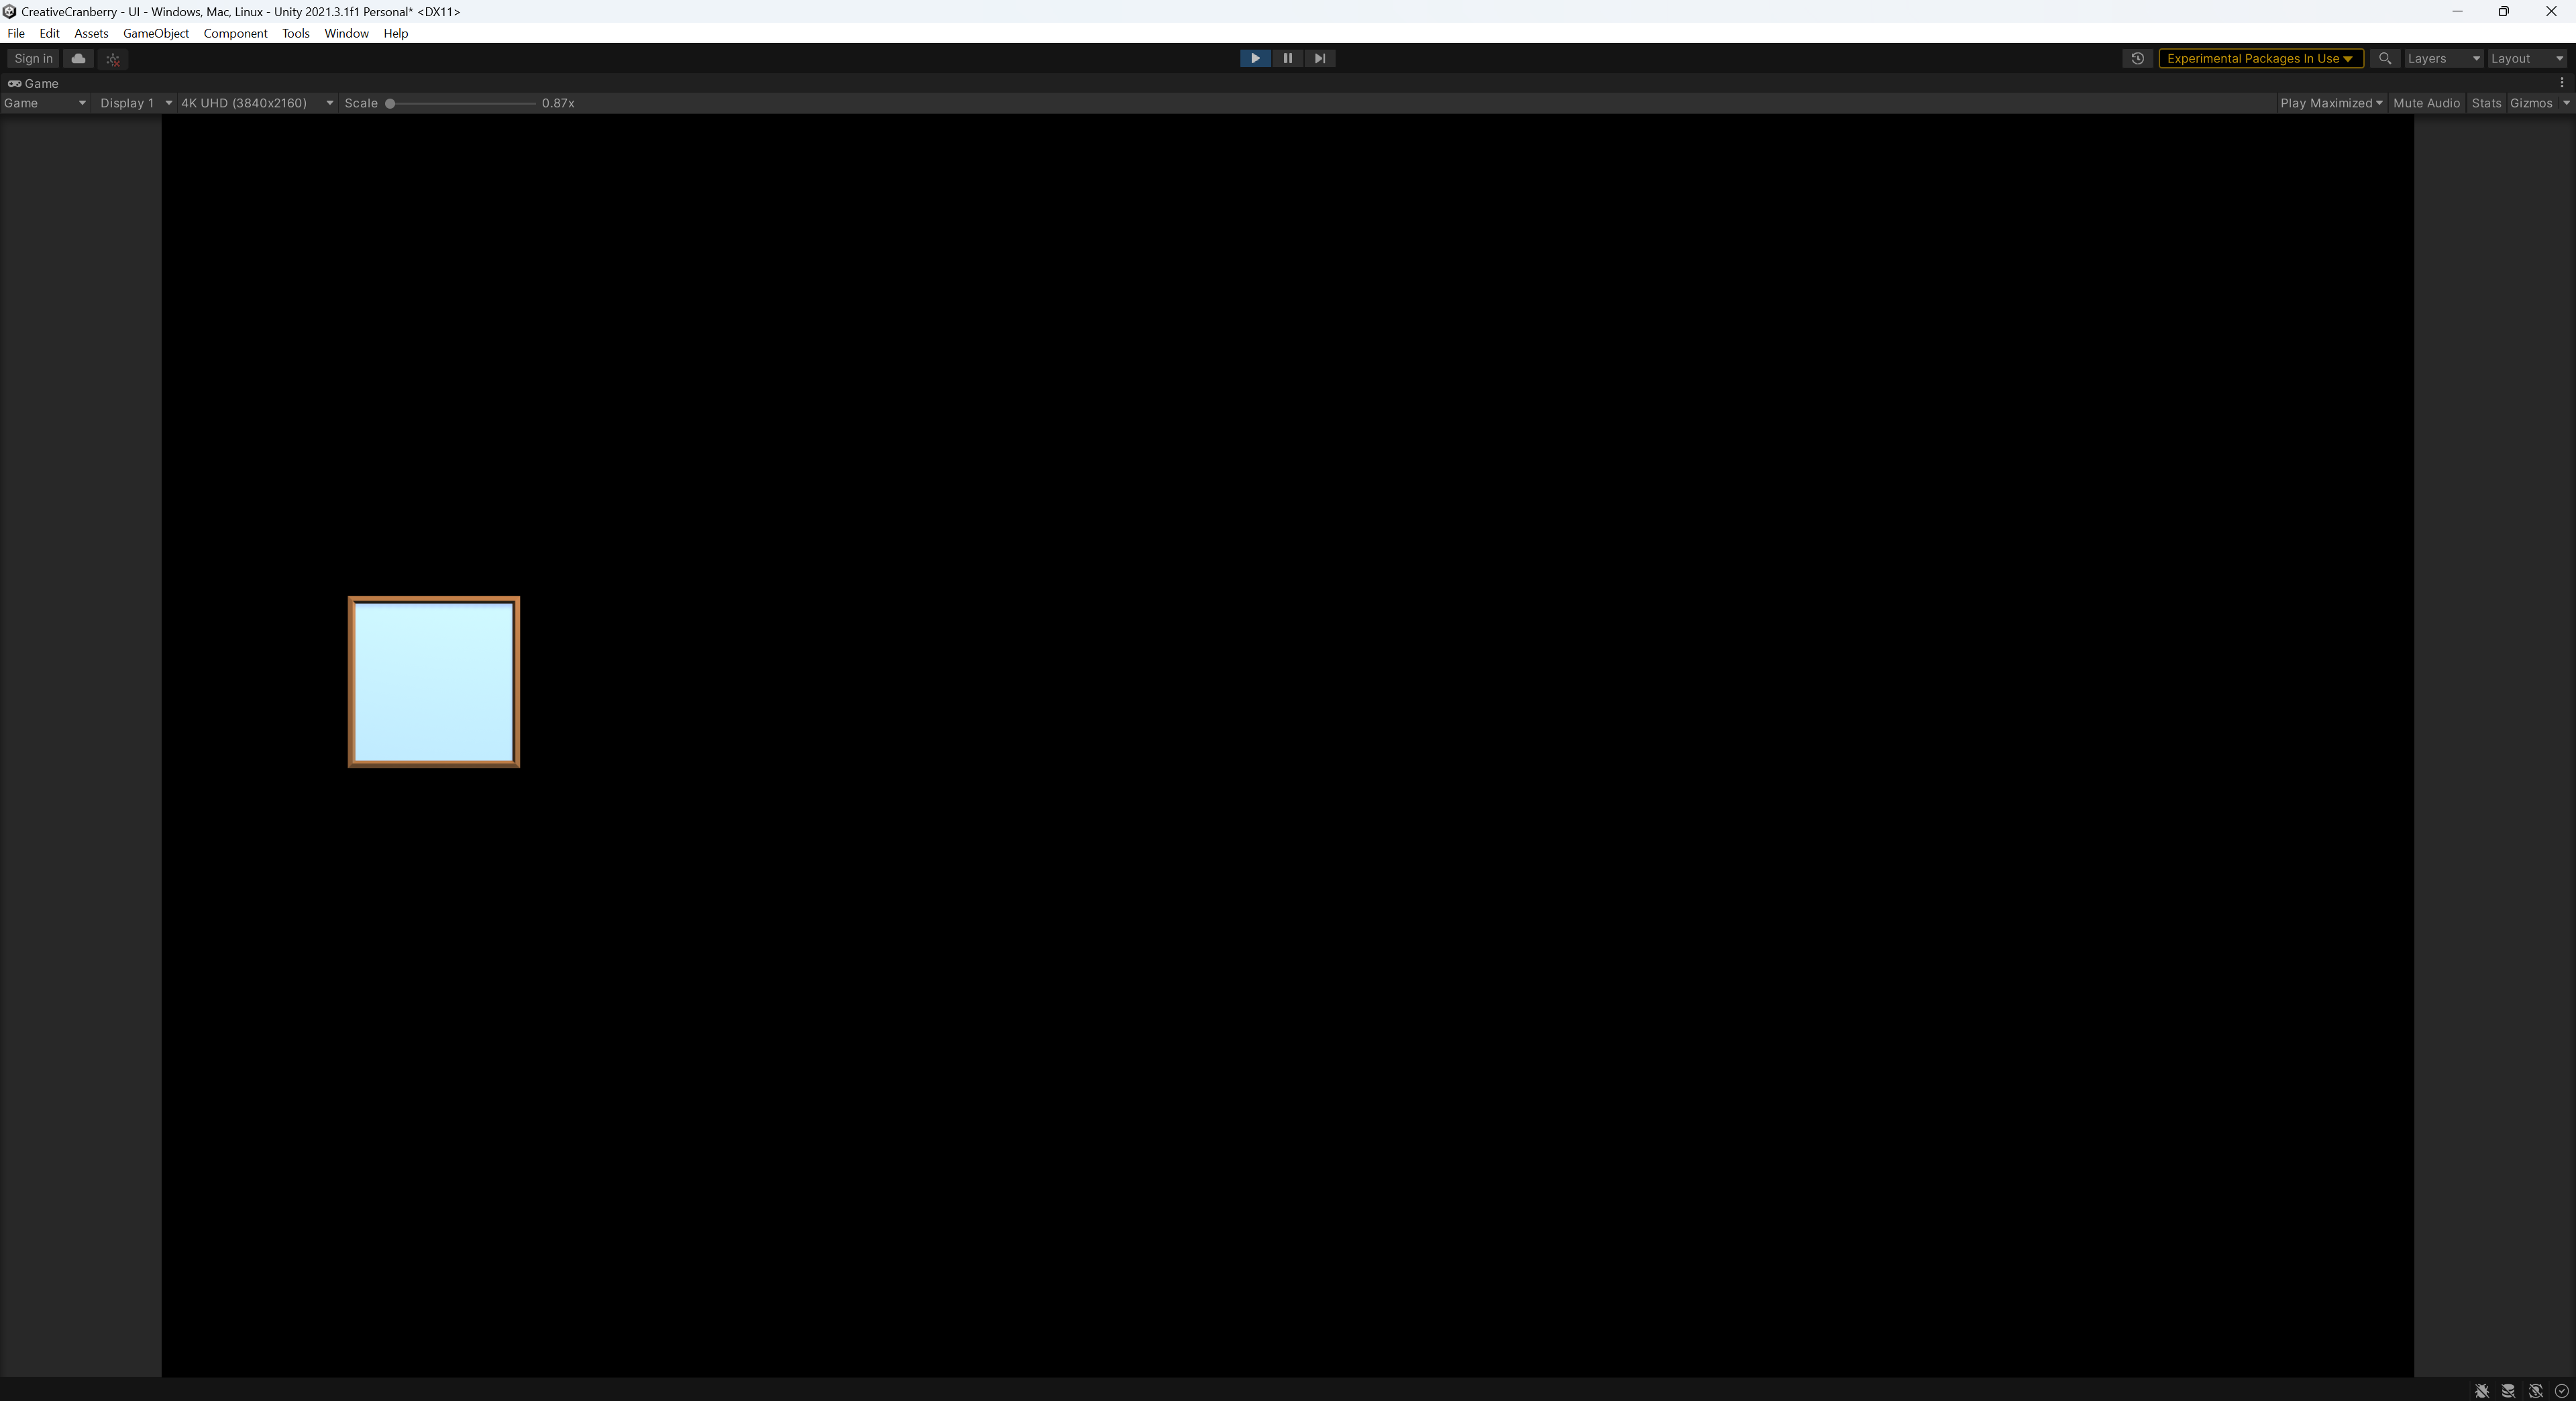 CreativeCranberry - UI - Windows, Mac, Linux - Unity 2021.3.1f1 Personal* <DX11>
File Edit Assets GameObject Component Tools Window Help
Sign in Experimental Packages In Use Layers Layout
Game
Game Display 1 4K UHD (3840x2160) Scale 0.87x Play Maximized Mute Audio Stats Gizmos